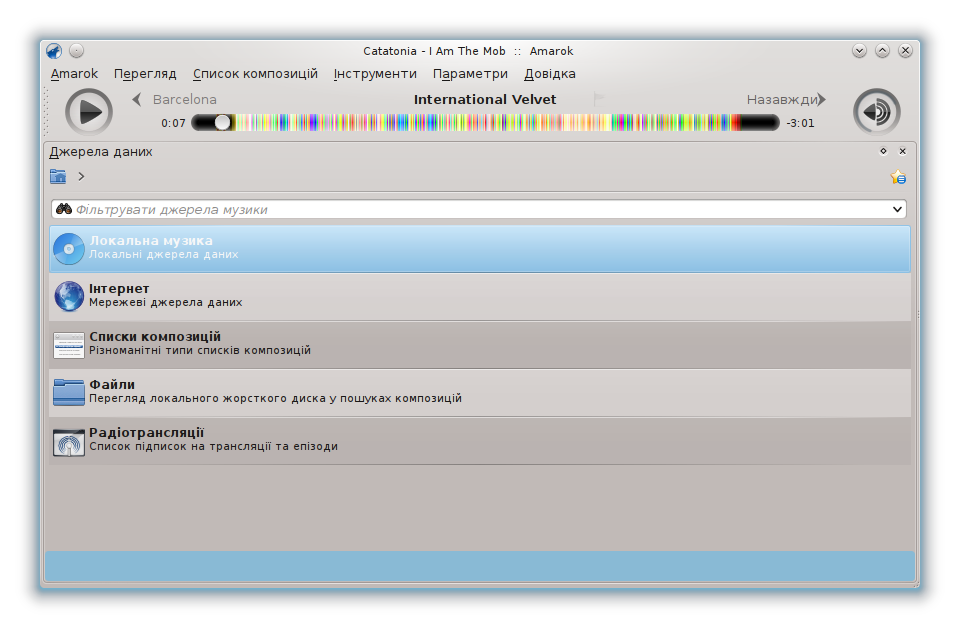 Catatonia - I Am The Mob :: Amarok
Amarok Перегляд Список композицій Інструменти Параметри Довідка
Barcelona International Velvet Назавжди
0:07 -3:01
Джерела даних
>
Фільтрувати джерела музики
Локальна музика
Локальні джерела даних
Інтернет
Мережеві джерела даних
Списки композицій
Різноманітні типи списків композицій
Файли
Перегляд локального жорсткого диска у пошуках композицій
Радіотрансляції
Список підписок на трансляції та епізоди